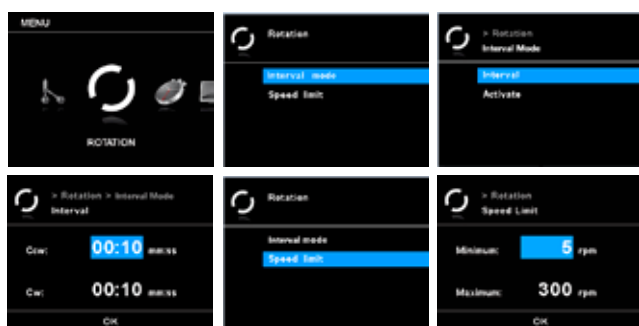 MENU
ROTATION
Rotation
Interval mode
Speed limit
> Rotation
Interval Mode
Interval
Activate
> Rotation > Interval Mode
Interval
Ccw: 00:10 mm:ss
Cw: 00:10 mm:ss
OK
Rotation
Interval mode
Speed limit
> Rotation
Speed Limit
Minimum: 5 rpm
Maximum: 300 rpm
OK